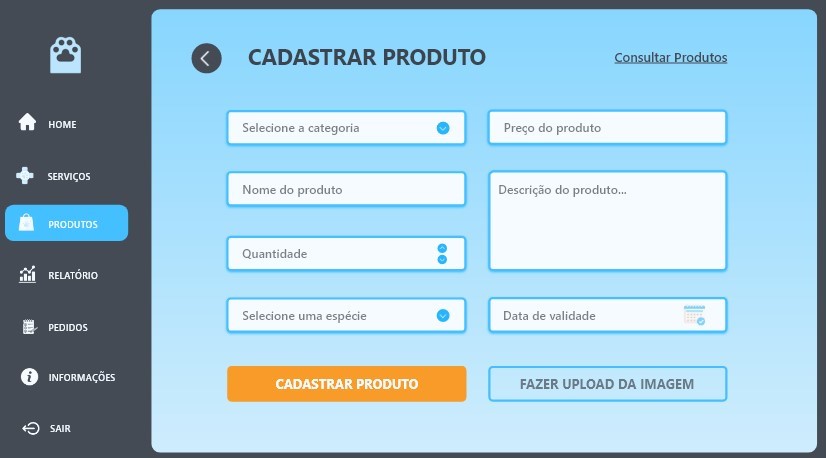 HOME
SERVIÇOS
PRODUTOS
RELATÓRIO
PEDIDOS
INFORMAÇÕES
SAIR
CADASTRAR PRODUTO
Consultar Produtos
Selecione a categoria
Preço do produto
Nome do produto
Descrição do produto...
Quantidade
Selecione uma espécie
Data de validade
CADASTRAR PRODUTO
FAZER UPLOAD DA IMAGEM